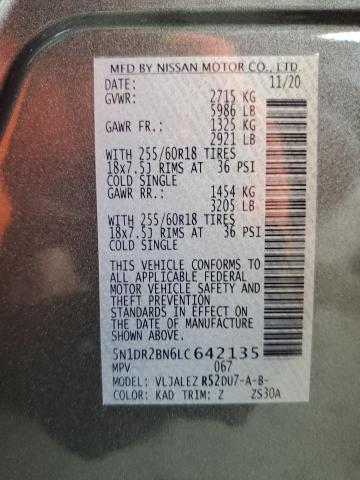 MFD BY NISSAN MOTOR CO., LTD
DATE: 11/20
GVWR: 2715 KG
5986 LB
GAWR FR.: 1325 KG
2921 LB
WITH 255/60R18 TIRES
18x7.5J RIMS AT 36 PSI
COLD SINGLE
GAWR RR.: 1454 KG
3205 LB
WITH 255/60R18 TIRES
18x7.5J RIMS AT 36 PSI
COLD SINGLE
THIS VEHICLE CONFORMS TO
ALL APPLICABLE FEDERAL
MOTOR VEHICLE SAFETY AND
THEFT PREVENTION
STANDARDS IN EFFECT ON THE
DATE OF MANUFACTURE
SHOWN ABOVE.
5N1DR2BN6LC642135
MPV 067
MODEL: VLJALEZ R52DU7-A-B-
COLOR: KAD TRIM: Z ZS30A